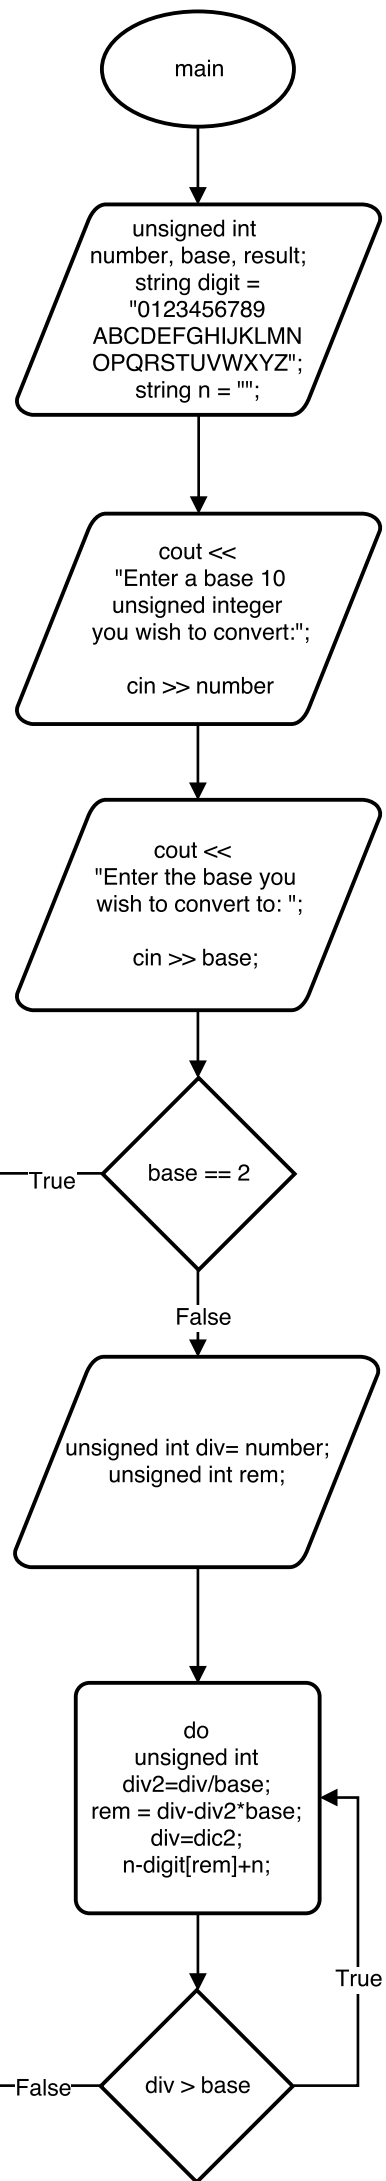 main
unsigned int
number, base, result;
string digit =
"0123456789
ABCDEFGHIJKLMN
OPQRSTUVWXYZ";
string n = "";
cout <<
"Enter a base 10
unsigned integer
you wish to convert:";
cin >> number
cout <<
"Enter the base you
wish to convert to: ";
cin >> base;
base == 2
True
False
unsigned int div= number;
unsigned int rem;
do
unsigned int
div2=div/base;
rem = div-div2*base;
div=dic2;
n-digit[rem]+n;
True
div > base
False